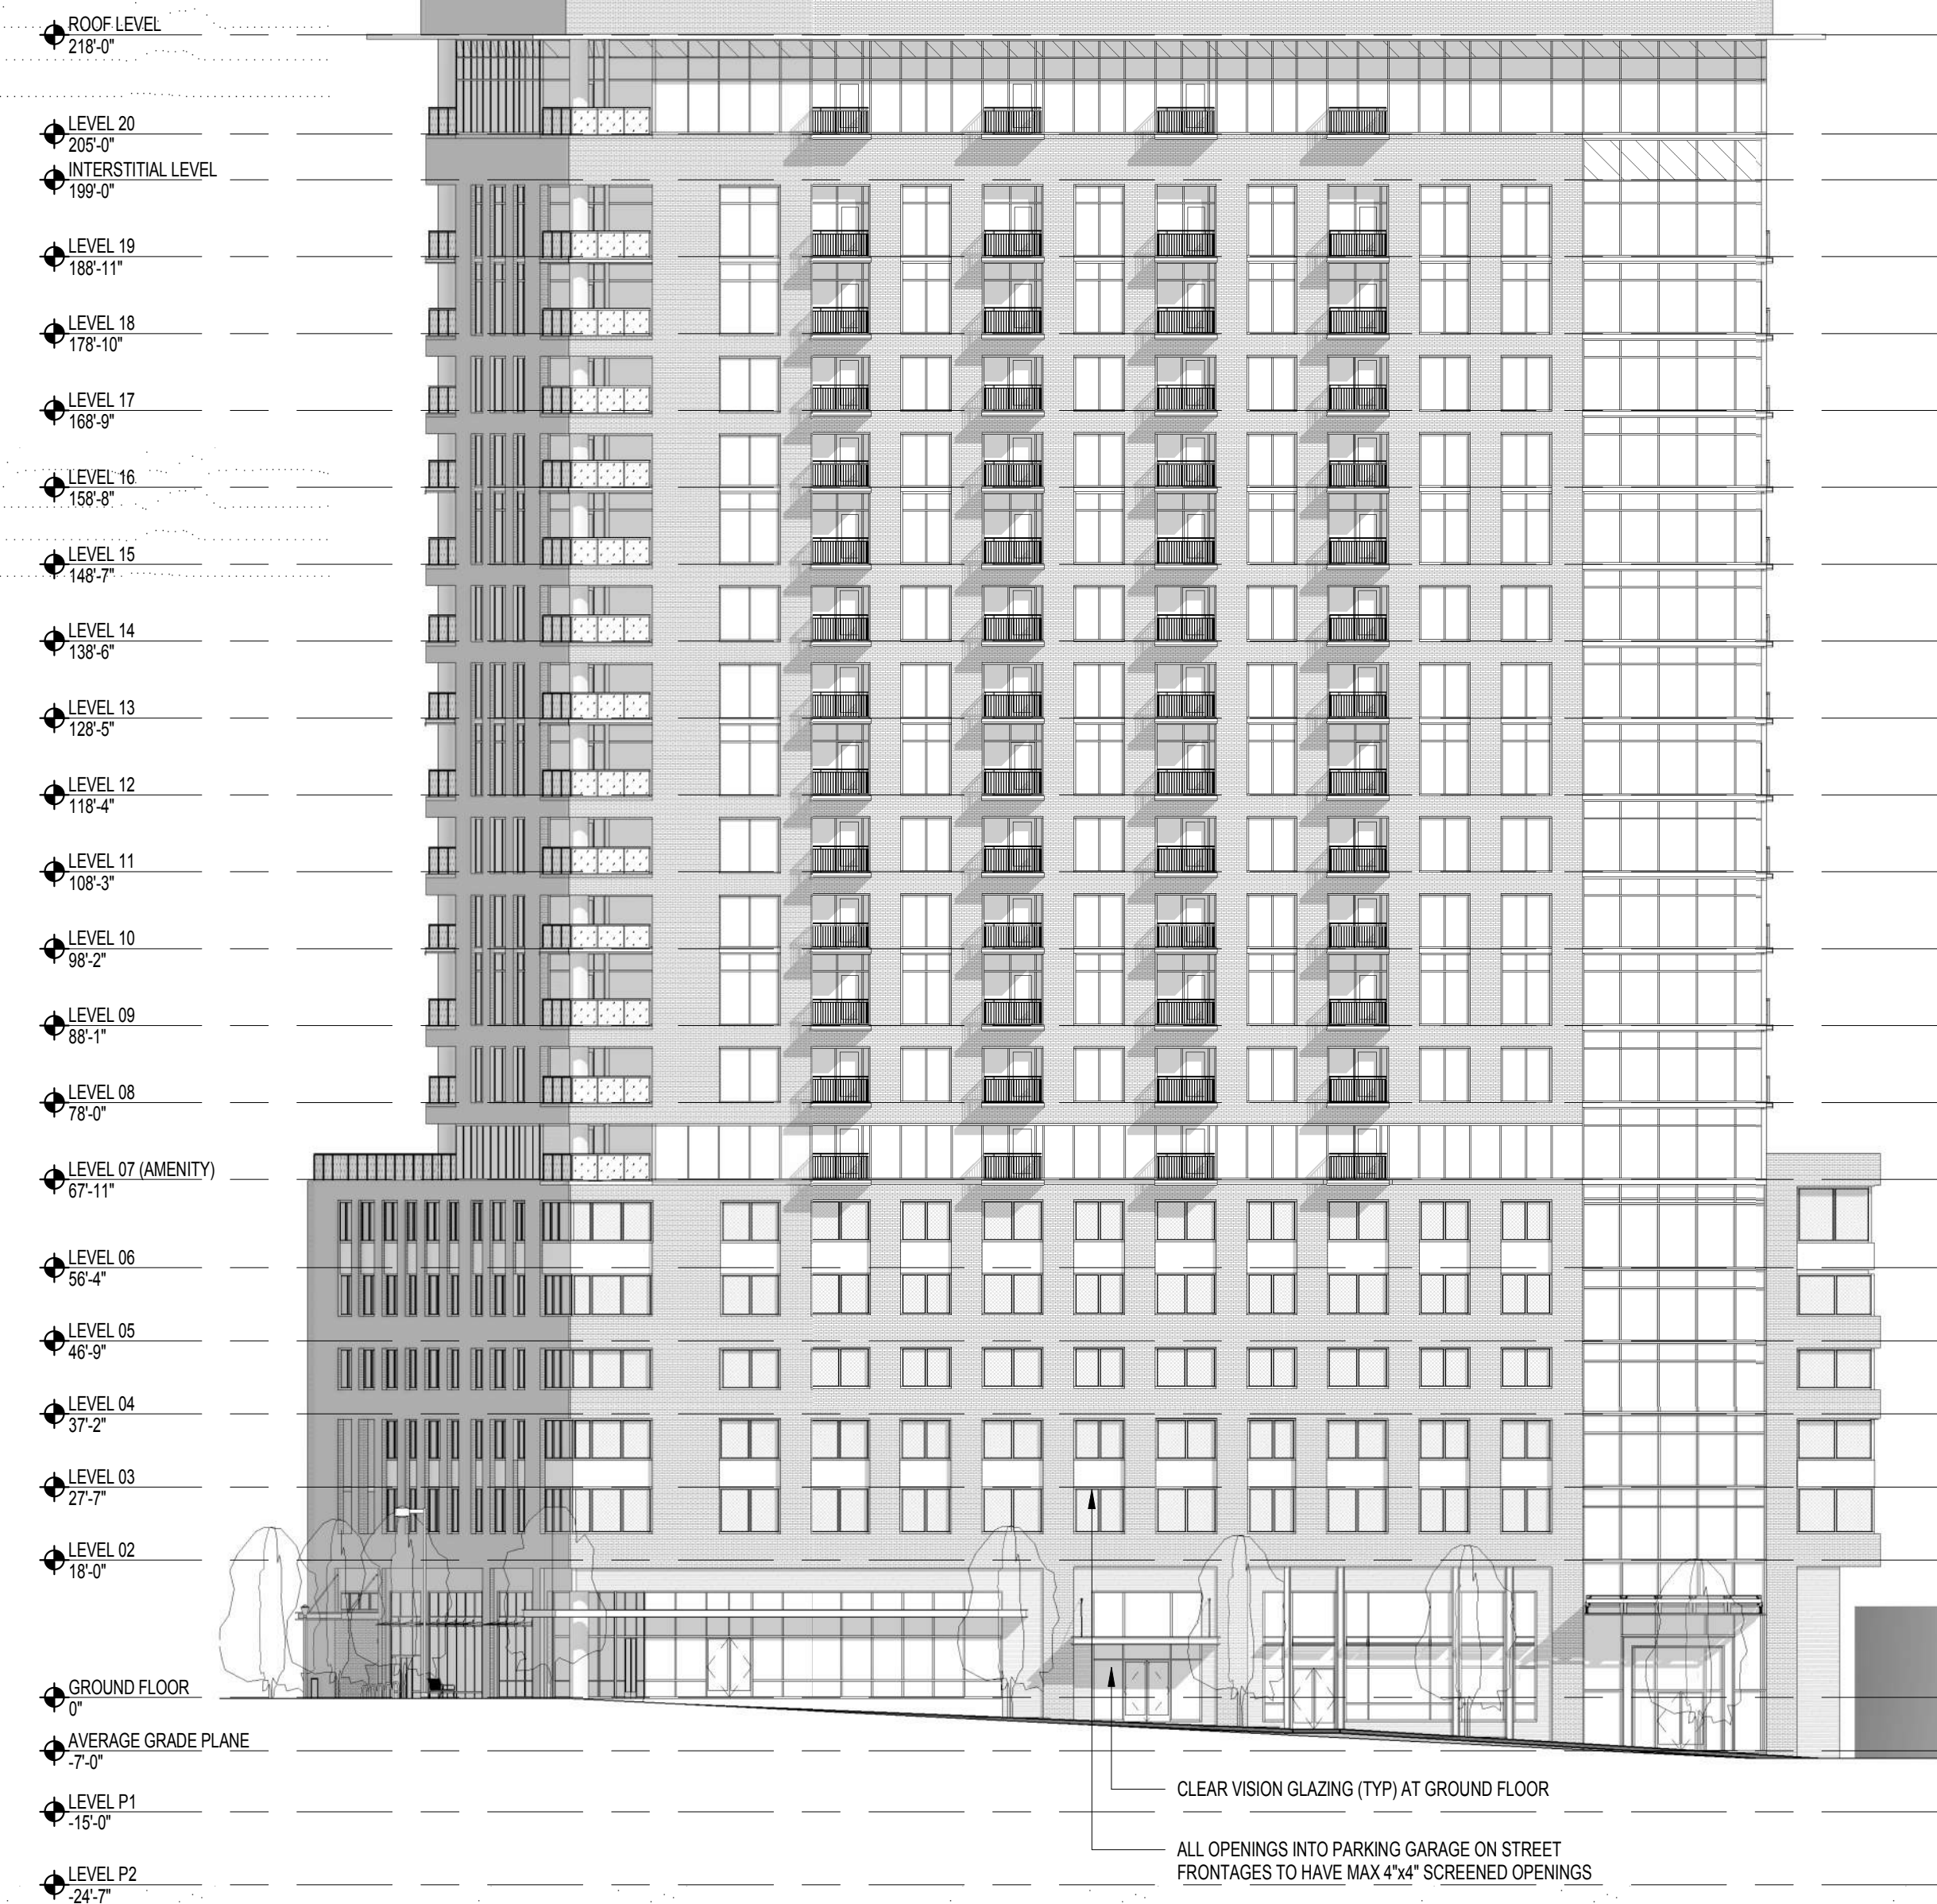 ROOF LEVEL
218'-0"
LEVEL 20
205'-0"
INTERSTITIAL LEVEL
199'-0"
LEVEL 19
188'-11"
LEVEL 18
178'-10"
LEVEL 17
168'-9"
LEVEL 16
158'-8"
LEVEL 15
148'-7"
LEVEL 14
138'-6"
LEVEL 13
128'-5"
LEVEL 12
118'-4"
LEVEL 11
108'-3"
LEVEL 10
98'-2"
LEVEL 09
88'-1"
LEVEL 08
78'-0"
LEVEL 07 (AMENITY)
67'-11"
LEVEL 06
56'-4"
LEVEL 05
46'-9"
LEVEL 04
37'-2"
LEVEL 03
27'-7"
LEVEL 02
18'-0"
GROUND FLOOR
0"
AVERAGE GRADE PLANE
-7'-0"
CLEAR VISION GLAZING (TYP) AT GROUND FLOOR
LEVEL P1
-15'-0"
ALL OPENINGS INTO PARKING GARAGE ON STREET
FRONTAGES TO HAVE MAX 4"x4" SCREENED OPENINGS
LEVEL P2
-24'-7"